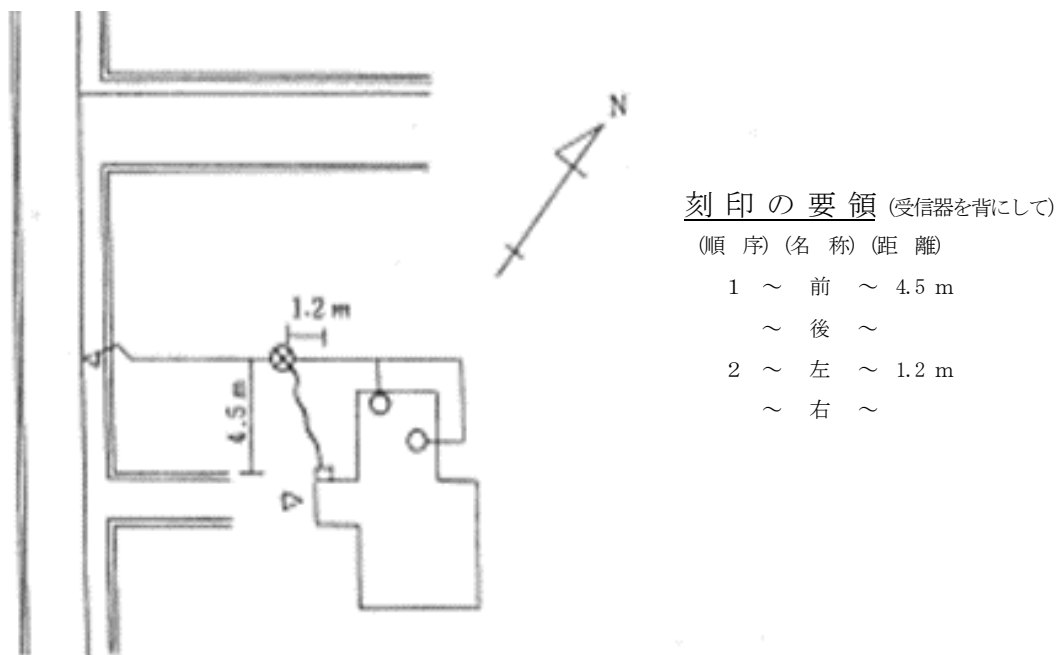 N
1.2 m
4.5 m
刻印の要領 (受信器を背にして)
(順 序) (名 称) (距 離)
1 ~ 前 ~ 4.5 m
~ 後 ~
2 ~ 左 ~ 1.2 m
~ 右 ~